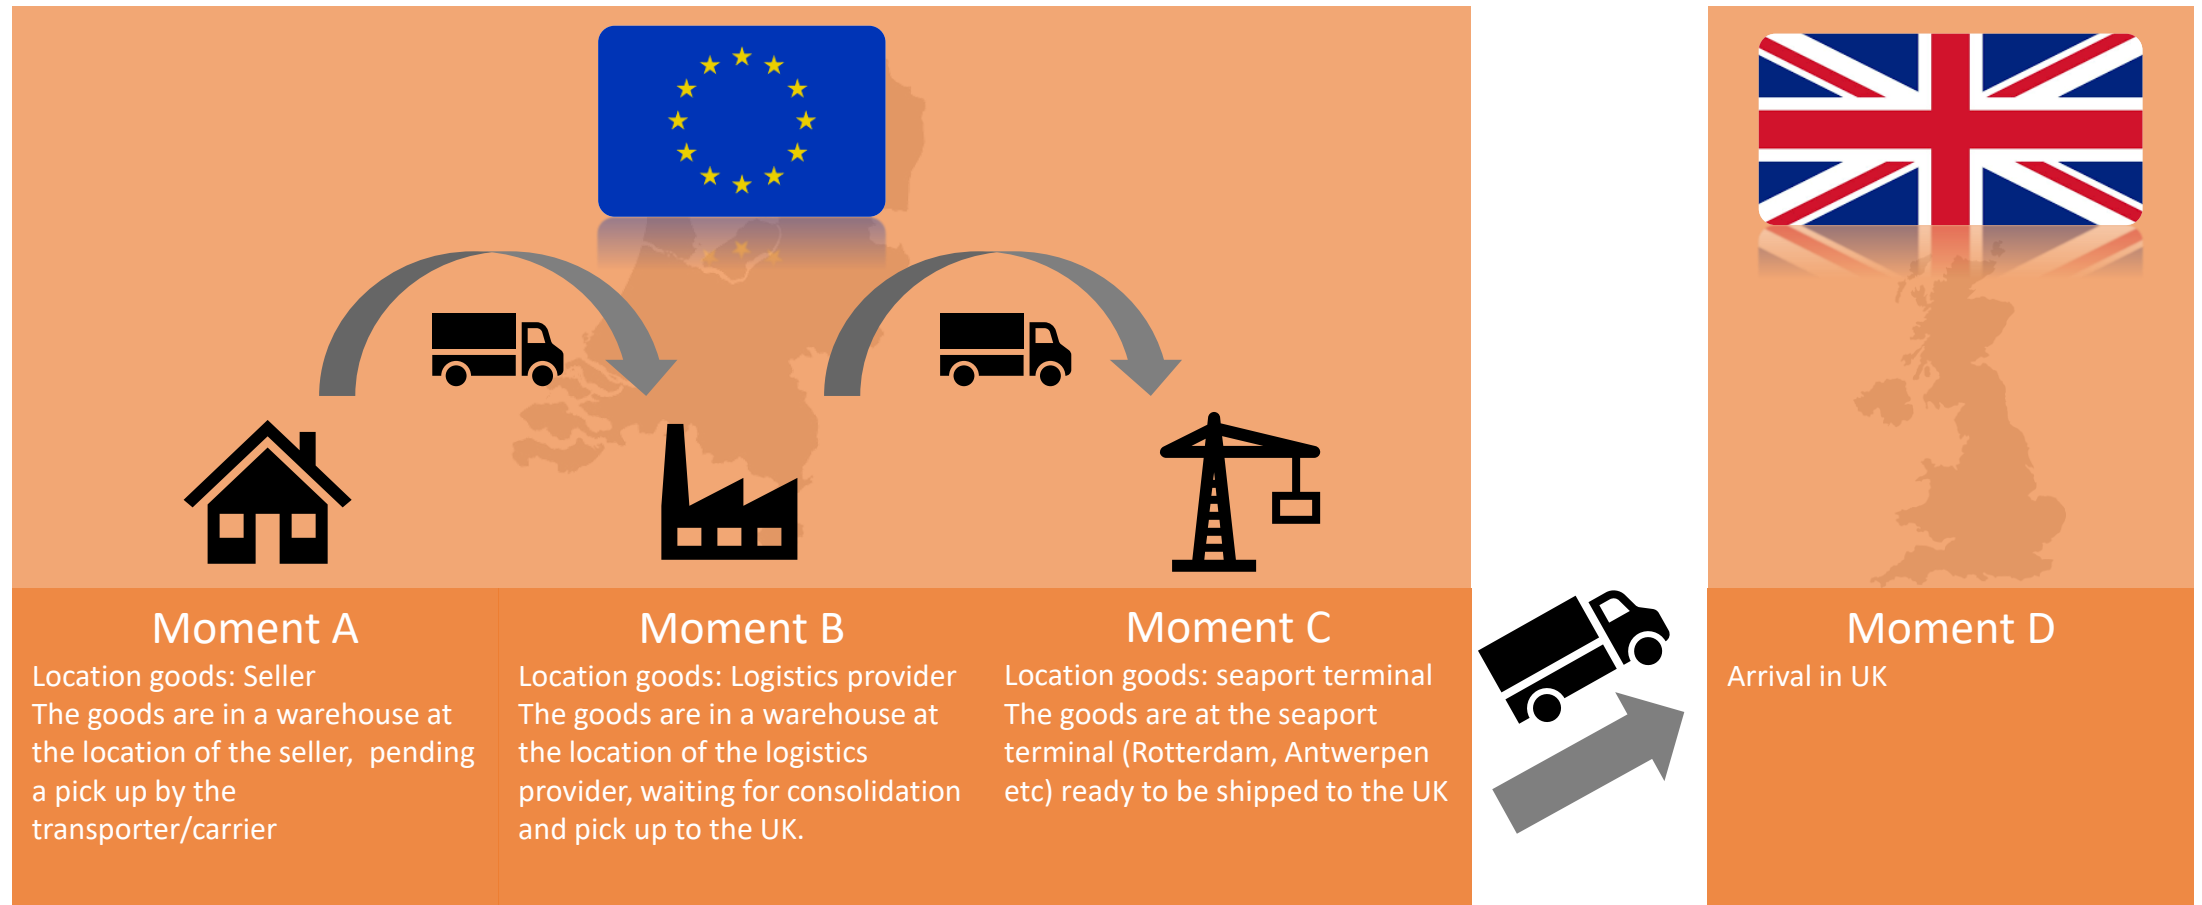 Moment A
Location goods: Seller
The goods are in a warehouse at
the location of the seller,  pending
a pick up by the
transporter/carrier
Moment B
Location goods: Logistics provider
The goods are in a warehouse at
the location of the logistics
provider, waiting for consolidation
and pick up to the UK.
Moment C
Location goods: seaport terminal
The goods are at the seaport
terminal (Rotterdam, Antwerpen
etc) ready to be shipped to the UK
Moment D
Arrival in UK